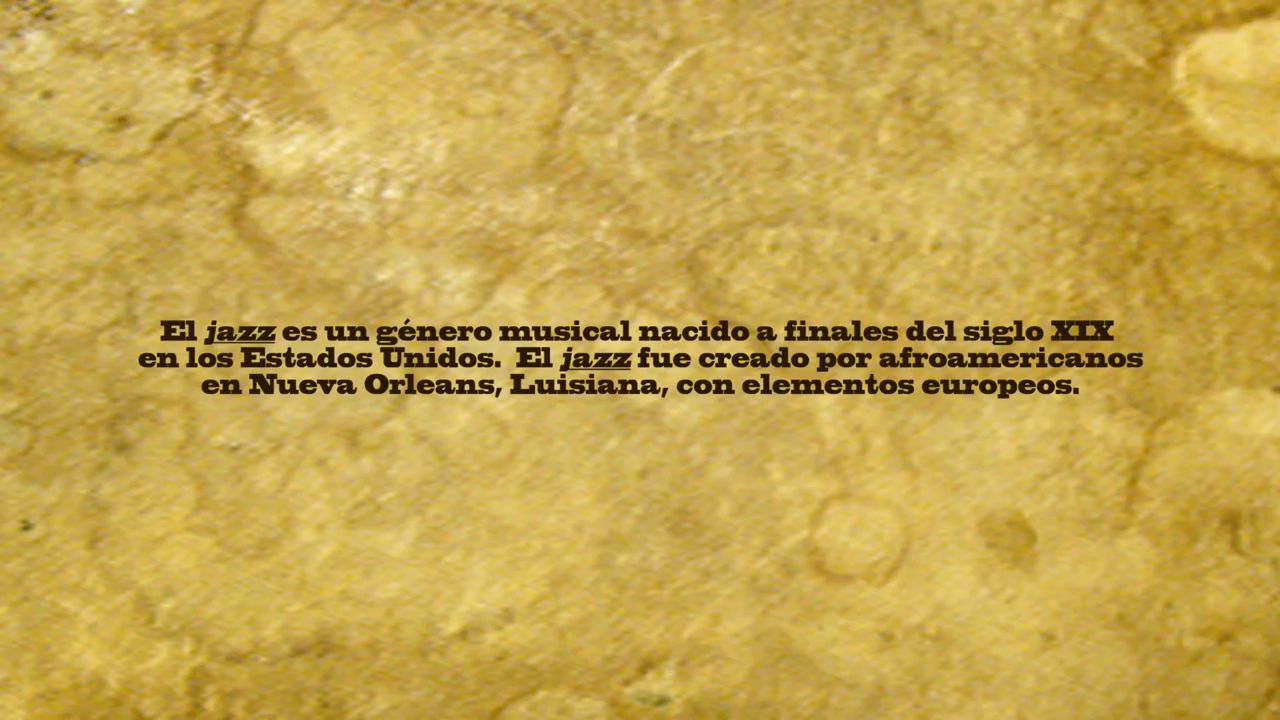 El jazz es un género musical nacido a finales del siglo XIX
en los Estados Unidos.  El jazz fue creado por afroamericanos
en Nueva Orleans, Luisiana, con elementos europeos.